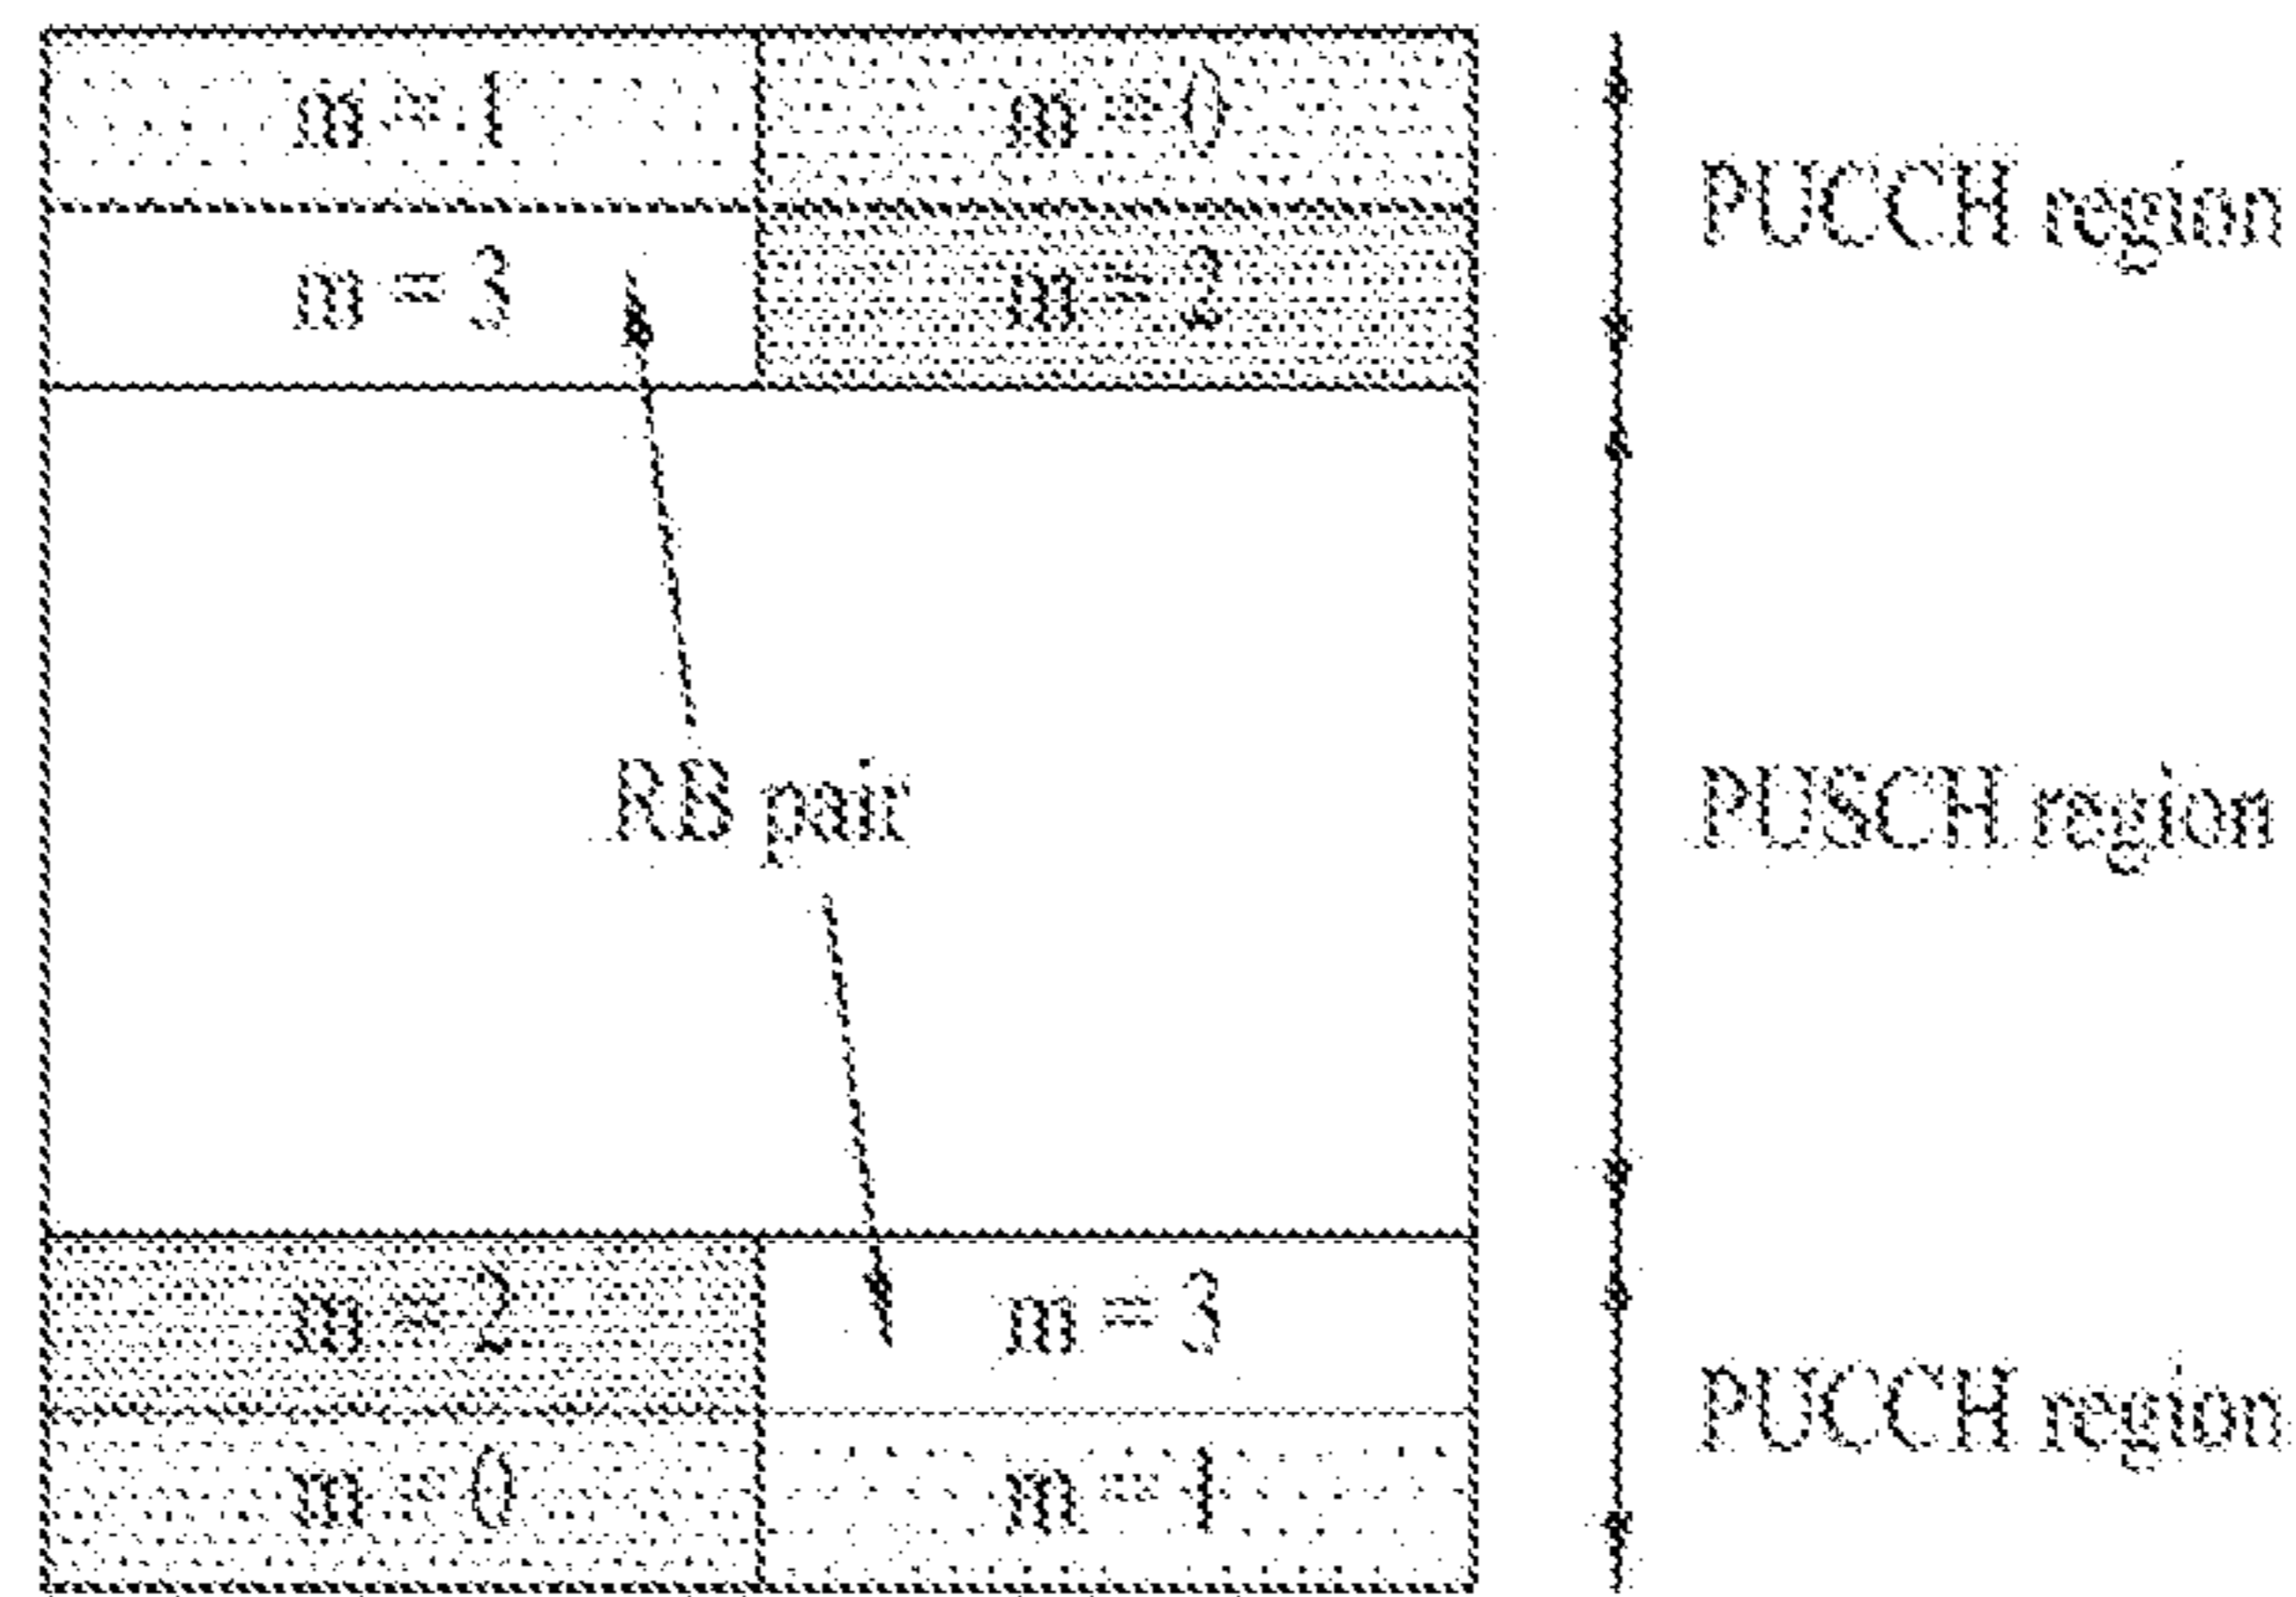 m = 1
m = 0
PUCCH region
m = 3
m = 2
RB pair
PUSCH region
m = 2
m = 3
PUCCH region
m = 0
m = 1